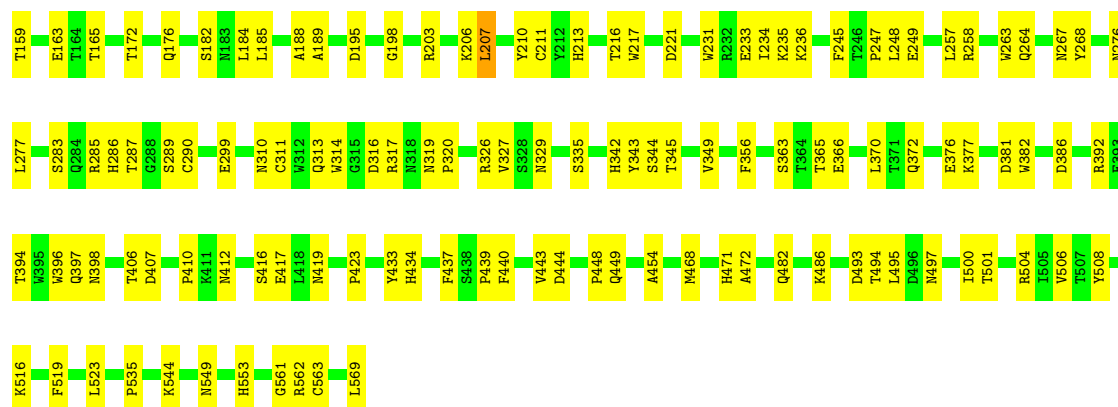 T159 E163 T164 T165 T172 Q176 S182 N183 L184 L185 A188 A189 D195 G198 R203 K206 L207 Y210 C211 Y212 H213 T216 W217 D221 W231 R232 E233 I234 K235 K236 F245 T246 P247 L248 E249 L257 R258 W263 Q264 N267 Y268 N276
L277 S283 Q284 R285 H286 T287 G288 S289 C290 E299 N310 C311 W312 Q313 W314 G315 D316 R317 N318 N319 P320 R326 V327 S328 N329 S335 H342 Y343 S344 T345 V349 F356 S363 T364 T365 E366 L370 T371 Q372 E376 K377 D381 W382 D386 R392
T394 W395 W396 Q397 N398 T406 D407 P410 K411 N412 S416 E417 L418 N419 P423 Y433 H434 F437 S438 P439 F440 V443 D444 P448 Q449 A454 M468 H471 A472 Q482 K486 D493 T494 L495 D496 N497 I500 T501 R504 I505 V506 T507 Y508
K516 F519 L523 P535 K544 N549 H553 G561 R562 C563 L569